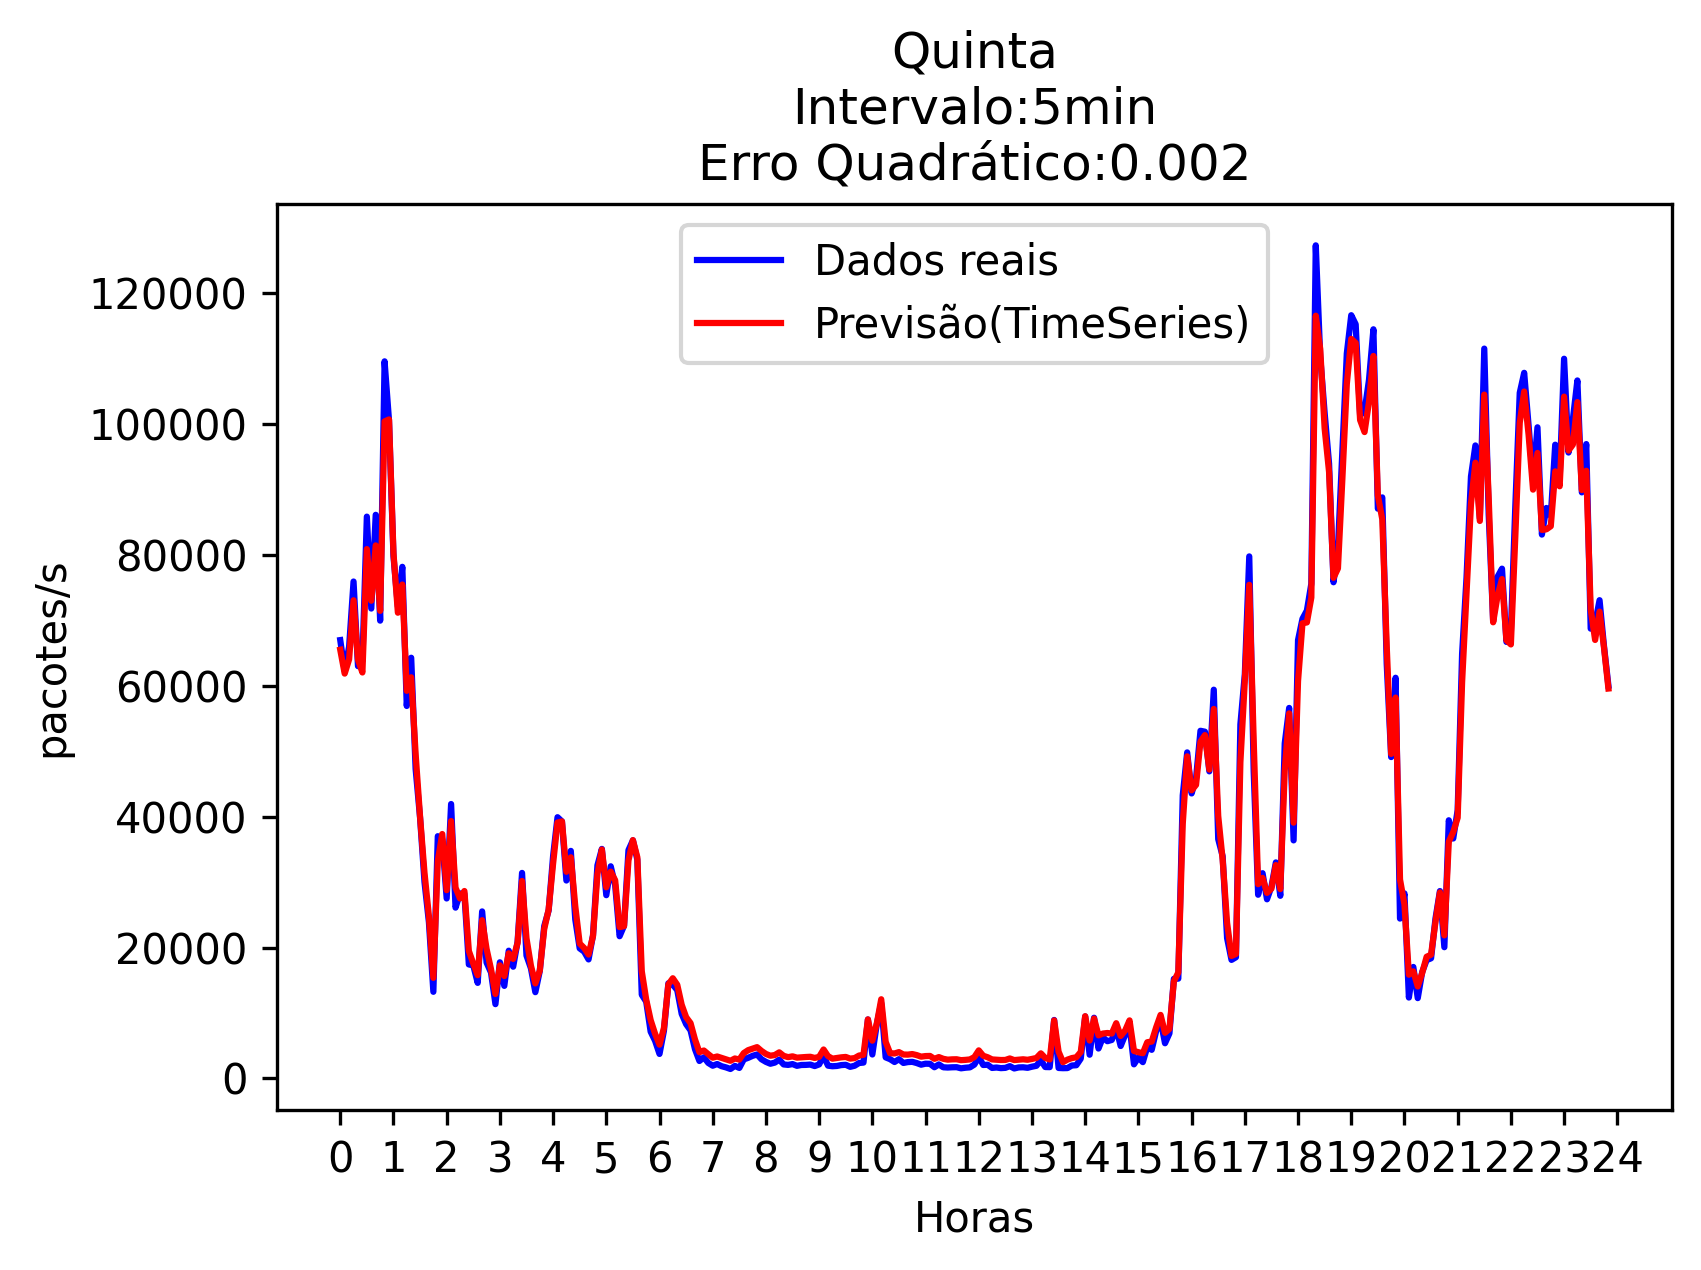 Quinta
Intervalo:5min
Erro Quadrático:0.002
Dados reais
Previsão(TimeSeries)
pacotes/s
120000
100000
80000
60000
40000
20000
0
0 1 2 3 4 5 6 7 8 9 10 11 12 13 14 15 16 17 18 19 20 21 22 23 24
Horas